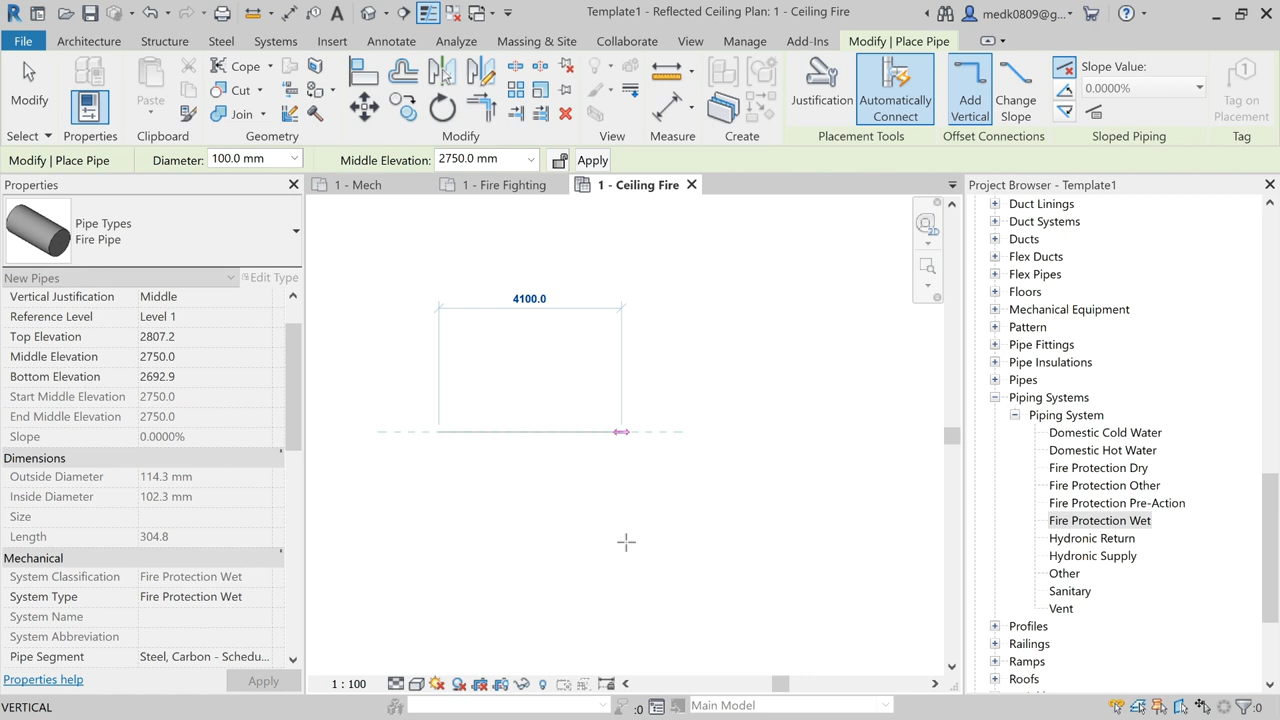 Template1 - Reflected Ceiling Plan: 1 - Ceiling Fire
medk0809@g...
File
Architecture
Structure
Steel
Systems
Insert
Annotate
Analyze
Massing & Site
Collaborate
View
Manage
Add-Ins
Modify | Place Pipe
Modify
Paste
Cope
Cut
Join
Justification
Automatically
Connect
Add
Vertical
Change
Slope
Slope Value:
0.0000%
Tag on
Placement
Select
Properties
Clipboard
Geometry
Modify
View
Measure
Create
Placement Tools
Offset Connections
Sloped Piping
Tag
Modify | Place Pipe
Diameter:
100.0 mm
Middle Elevation:
2750.0 mm
Apply
Properties
Pipe Types
Fire Pipe
New Pipes
Edit Type
Vertical Justification Middle
Reference Level Level 1
Top Elevation 2807.2
Middle Elevation 2750.0
Bottom Elevation 2692.9
Start Middle Elevation 2750.0
End Middle Elevation 2750.0
Slope 0.0000%
Dimensions
Outside Diameter 114.3 mm
Inside Diameter 102.3 mm
Size
Length 304.8
Mechanical
System Classification Fire Protection Wet
System Type Fire Protection Wet
System Name
System Abbreviation
Pipe Segment Steel, Carbon - Schedu...
Properties help
Apply
1 - Mech
1 - Fire Fighting
1 - Ceiling Fire
2D
4100.0
1 : 100
Project Browser - Template1
Duct Linings
Duct Systems
Ducts
Flex Ducts
Flex Pipes
Floors
Mechanical Equipment
Pattern
Pipe Fittings
Pipe Insulations
Pipes
Piping Systems
Piping System
Domestic Cold Water
Domestic Hot Water
Fire Protection Dry
Fire Protection Other
Fire Protection Pre-Action
Fire Protection Wet
Hydronic Return
Hydronic Supply
Other
Sanitary
Vent
Profiles
Railings
Ramps
Roofs
VERTICAL
:0
Main Model
:0